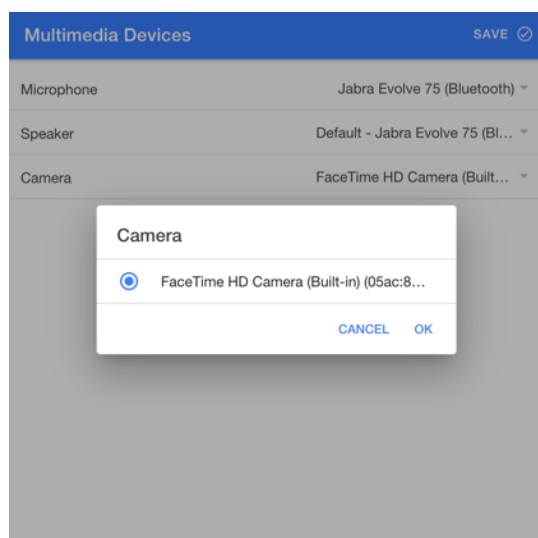 Multimedia Devices SAVE
Microphone Jabra Evolve 75 (Bluetooth)
Speaker Default - Jabra Evolve 75 (Bl...
Camera FaceTime HD Camera (Built...
Camera
FaceTime HD Camera (Built-in) (05ac:8...
CANCEL OK